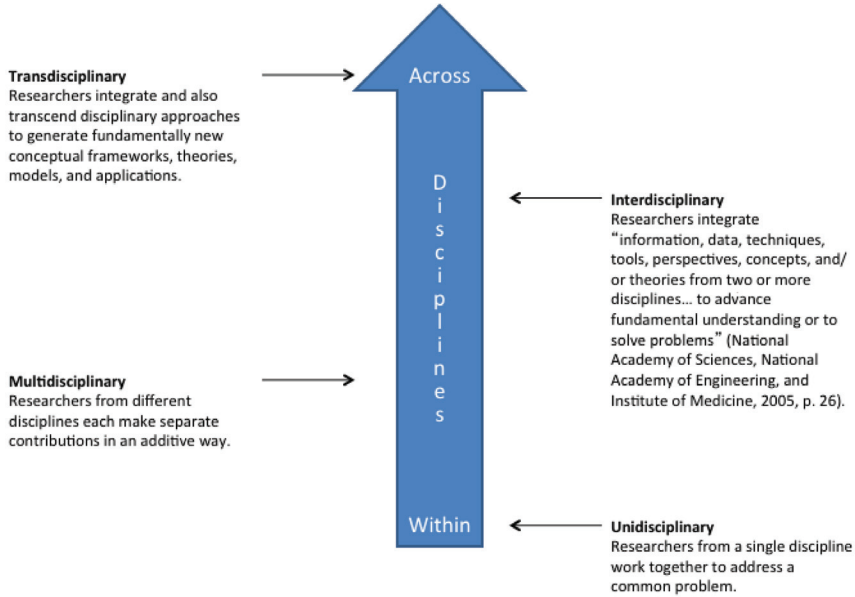 Transdisciplinary
Researchers integrate and also
transcend disciplinary approaches
to generate fundamentally new
conceptual frameworks, theories,
models, and applications.
Multidisciplinary
Researchers from different
disciplines each make separate
contributions in an additive way.
Across
Disciplines
Within
Interdisciplinary
Researchers integrate
“information, data, techniques,
tools, perspectives, concepts, and/
or theories from two or more
disciplines... to advance
fundamental understanding or to
solve problems” (National
Academy of Sciences, National
Academy of Engineering, and
Institute of Medicine, 2005, p. 26).
Unidisciplinary
Researchers from a single discipline
work together to address a
common problem.